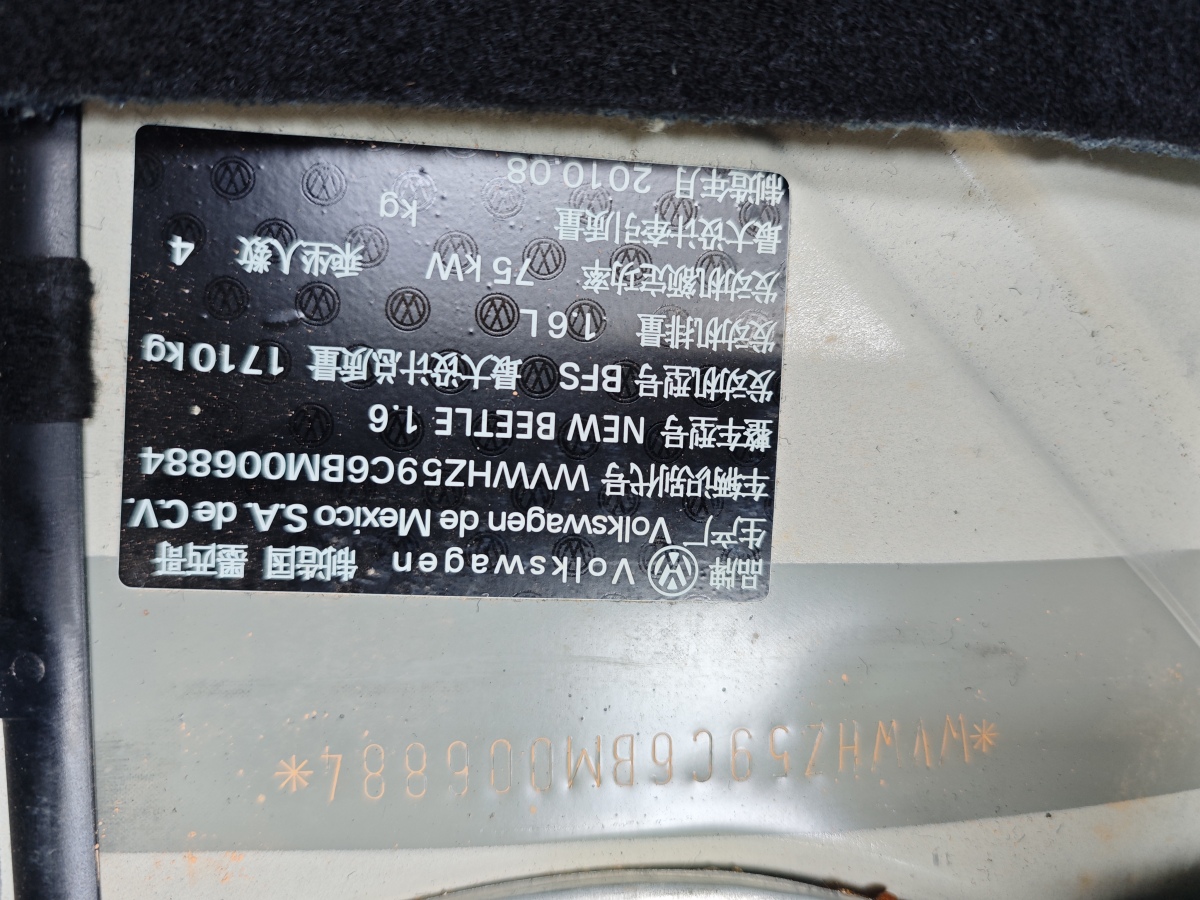 品牌 Volkswagen 制造国 墨西哥
生产厂 Volkswagen de Mexico S.A. de C.V.
车辆识别代号 WVWHZ59C6BM006884
整车型号 NEW BEETLE 1.6
发动机型号 BFS 最大设计总质量 1710kg
发动机排量 1.6L
发动机额定功率 75kW 乘坐人数 4
最大设计牵引质量 kg
制造年月 2010.08
*WVWHZ59C6BM006884*